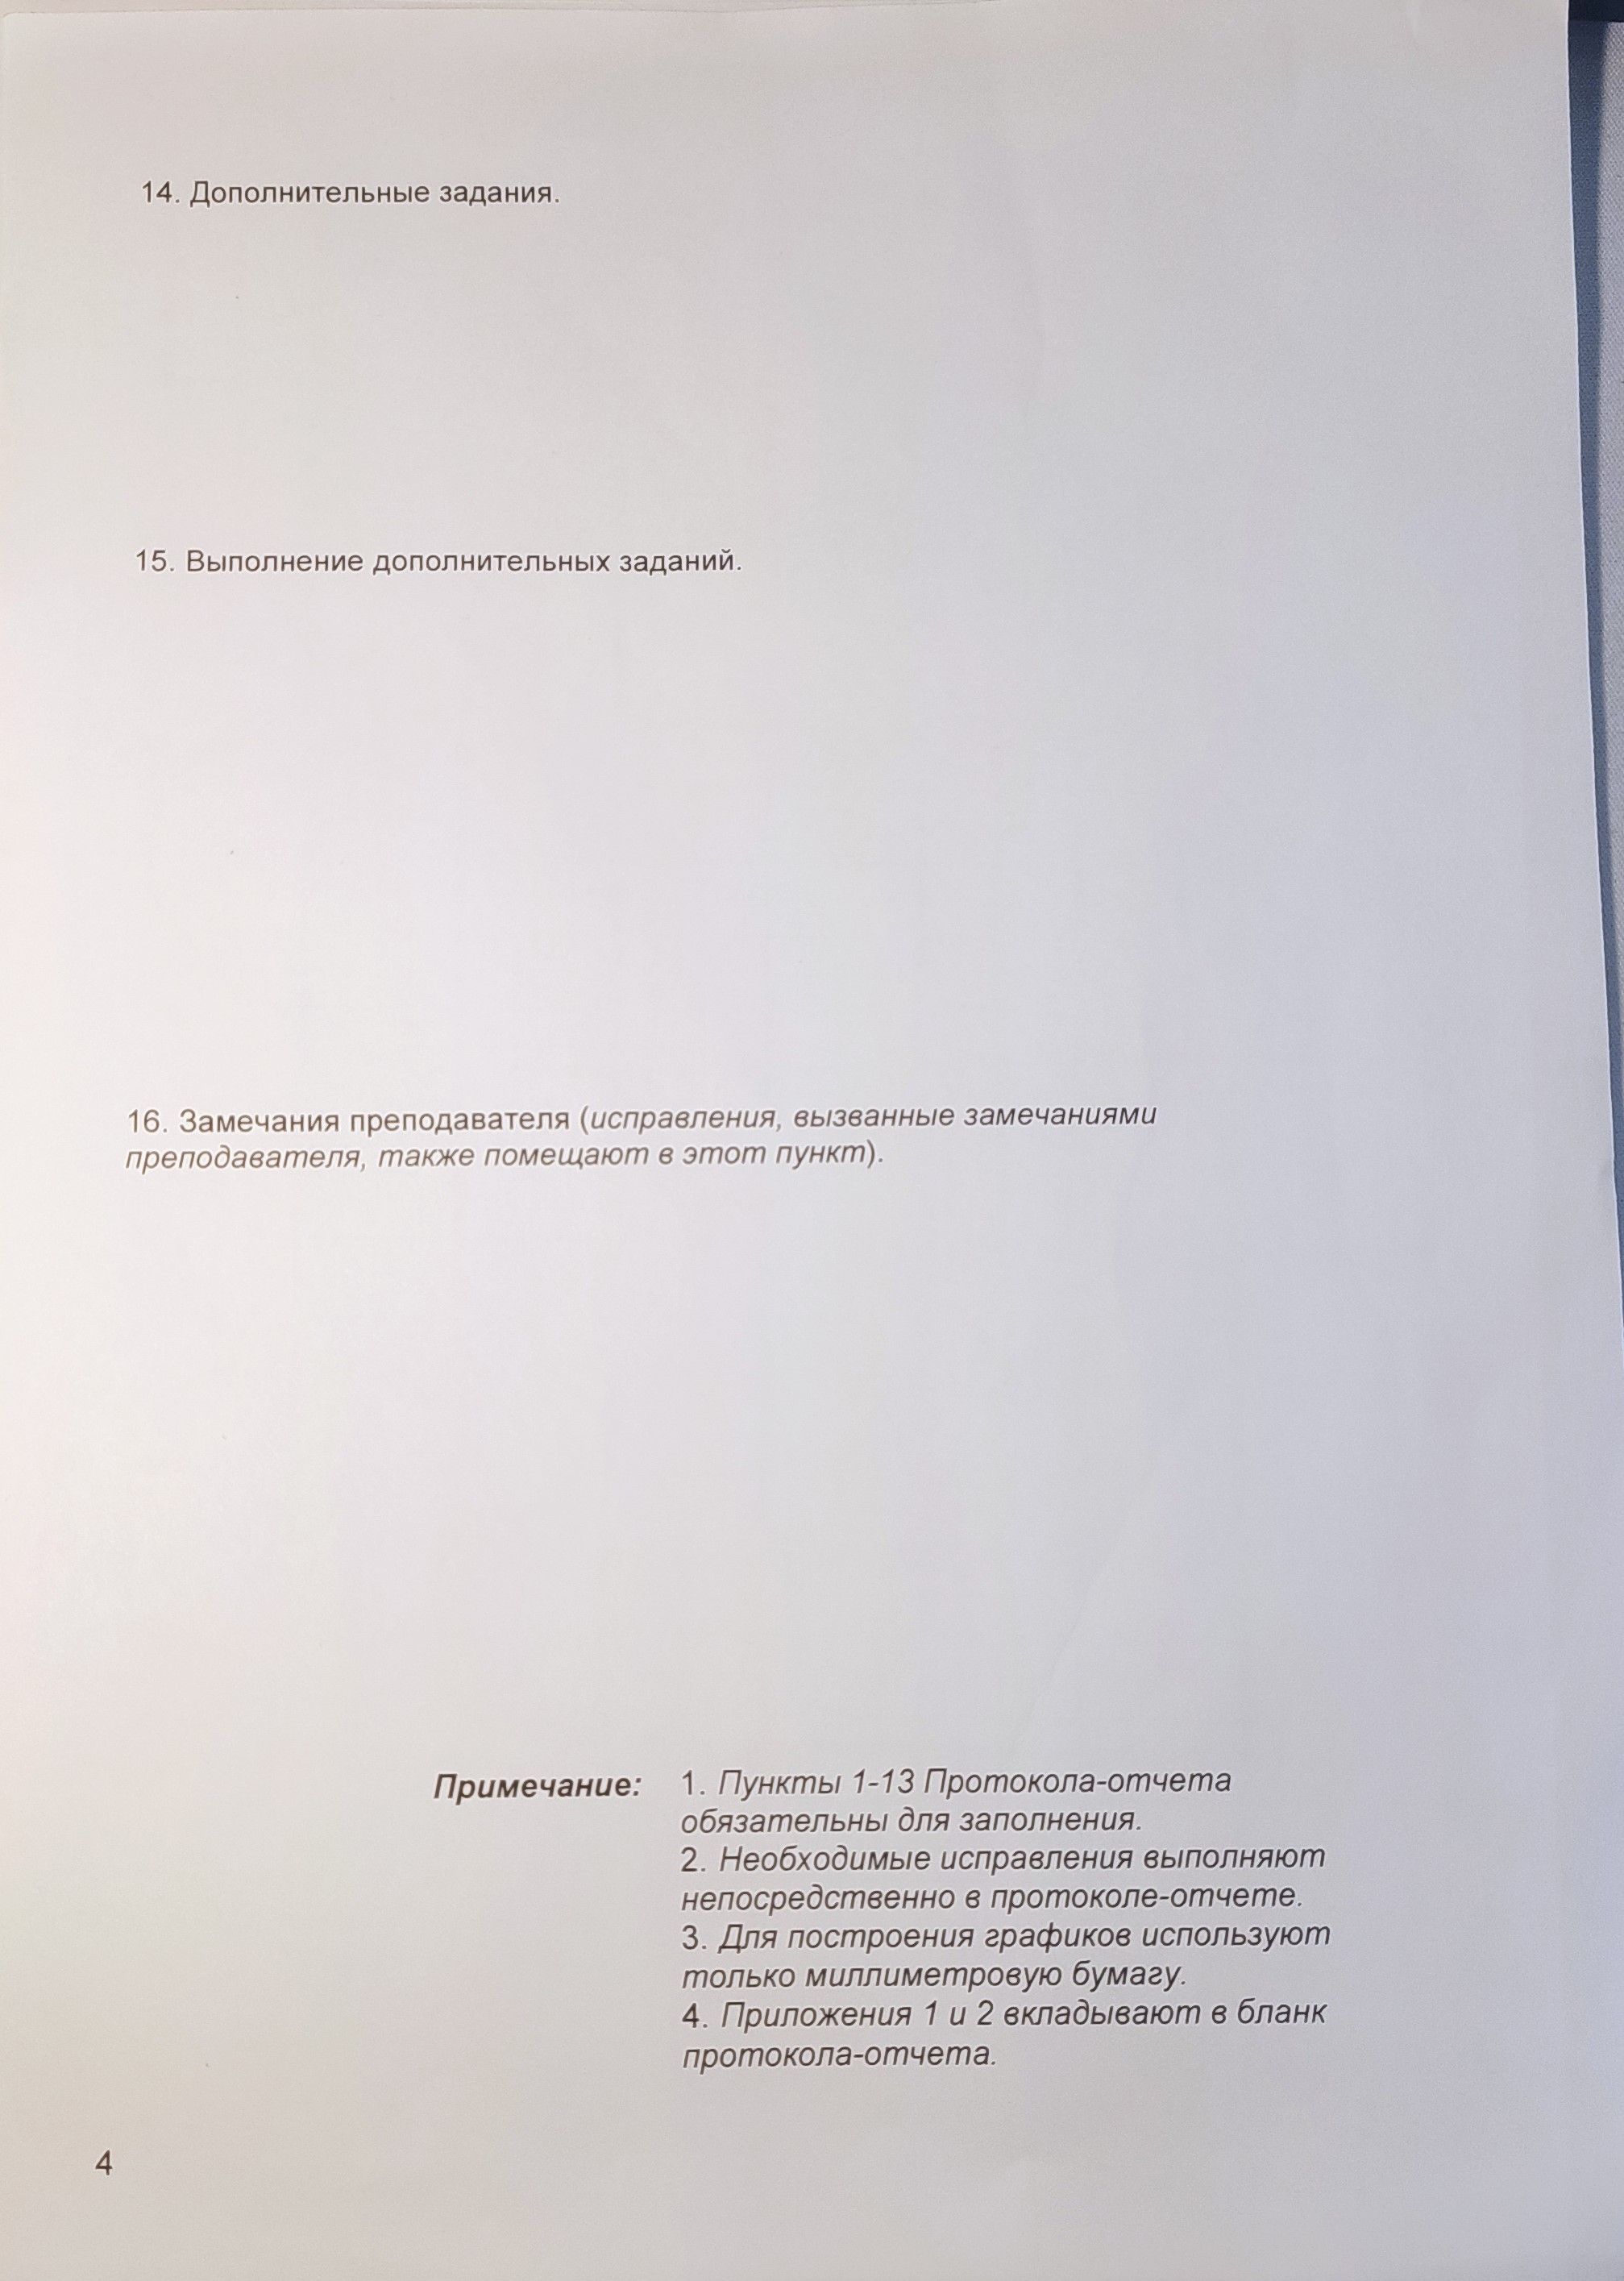 14. Дополнительные задания.
15. Выполнение дополнительных заданий.
16. Замечания преподавателя (исправления, вызванные замечаниями
преподавателя, также помещают в этот пункт).
Примечание: 1. Пункты 1-13 Протокола-отчета
обязательны для заполнения.
2. Необходимые исправления выполняют
непосредственно в протоколе-отчете.
3. Для построения графиков используют
только миллиметровую бумагу.
4. Приложения 1 и 2 вкладывают в бланк
протокола-отчета.
4